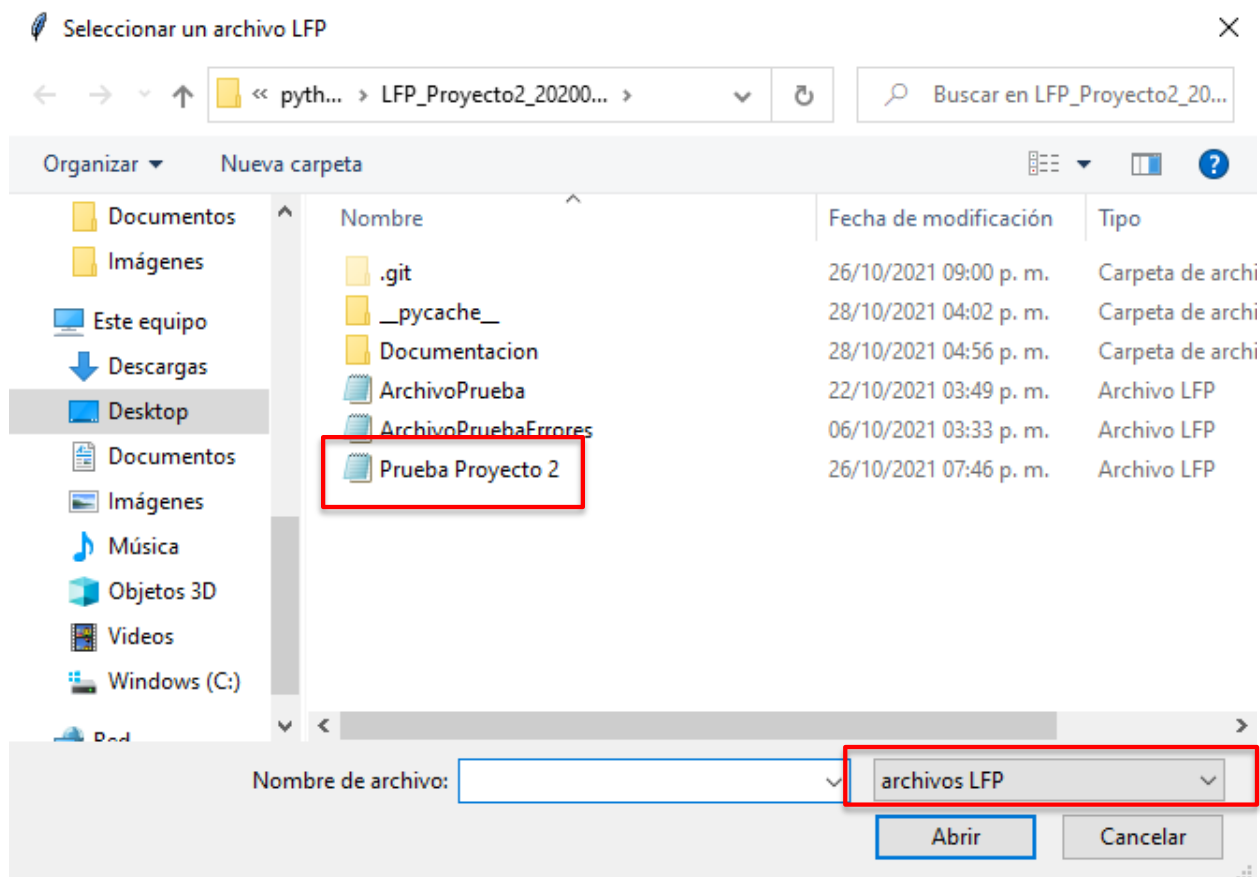 Seleccionar un archivo LFP
« pyth... › LFP_Proyecto2_20200... ›
Buscar en LFP_Proyecto2_20...
Organizar
Nueva carpeta
Documentos
Imágenes
Este equipo
Descargas
Desktop
Documentos
Imágenes
Música
Objetos 3D
Videos
Windows (C:)
Red
Nombre Fecha de modificación Tipo
.git 26/10/2021 09:00 p. m. Carpeta de archi
__pycache__ 28/10/2021 04:02 p. m. Carpeta de archi
Documentacion 28/10/2021 04:56 p. m. Carpeta de archi
ArchivoPrueba 22/10/2021 03:49 p. m. Archivo LFP
ArchivoPruebaErrores 06/10/2021 03:33 p. m. Archivo LFP
Prueba Proyecto 2 26/10/2021 07:46 p. m. Archivo LFP
Nombre de archivo:
archivos LFP
Abrir
Cancelar